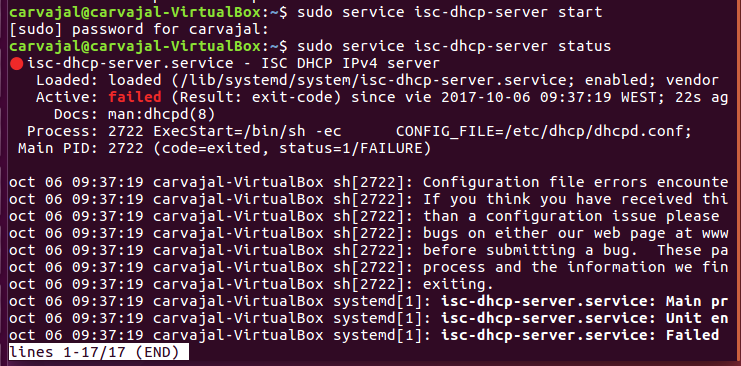 carvajal@carvajal-VirtualBox:~$ sudo service isc-dhcp-server start
[sudo] password for carvajal:
carvajal@carvajal-VirtualBox:~$ sudo service isc-dhcp-server status
● isc-dhcp-server.service - ISC DHCP IPv4 server
   Loaded: loaded (/lib/systemd/system/isc-dhcp-server.service; enabled; vendor
   Active: failed (Result: exit-code) since vie 2017-10-06 09:37:19 WEST; 22s ag
     Docs: man:dhcpd(8)
  Process: 2722 ExecStart=/bin/sh -ec      CONFIG_FILE=/etc/dhcp/dhcpd.conf;
 Main PID: 2722 (code=exited, status=1/FAILURE)

oct 06 09:37:19 carvajal-VirtualBox sh[2722]: Configuration file errors encounte
oct 06 09:37:19 carvajal-VirtualBox sh[2722]: If you think you have received thi
oct 06 09:37:19 carvajal-VirtualBox sh[2722]: than a configuration issue please
oct 06 09:37:19 carvajal-VirtualBox sh[2722]: bugs on either our web page at www
oct 06 09:37:19 carvajal-VirtualBox sh[2722]: before submitting a bug.  These pa
oct 06 09:37:19 carvajal-VirtualBox sh[2722]: process and the information we fin
oct 06 09:37:19 carvajal-VirtualBox sh[2722]: exiting.
oct 06 09:37:19 carvajal-VirtualBox systemd[1]: isc-dhcp-server.service: Main pr
oct 06 09:37:19 carvajal-VirtualBox systemd[1]: isc-dhcp-server.service: Unit en
oct 06 09:37:19 carvajal-VirtualBox systemd[1]: isc-dhcp-server.service: Failed
lines 1-17/17 (END)